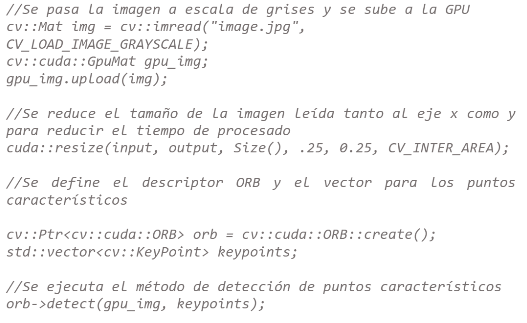 //Se pasa la imagen a escala de grises y se sube a la GPU
cv::Mat img = cv::imread("image.jpg",
CV_LOAD_IMAGE_GRAYSCALE);
cv::cuda::GpuMat gpu_img;
gpu_img.upload(img);
//Se reduce el tamaño de la imagen leída tanto al eje x como y
para reducir el tiempo de procesado
cuda::resize(input, output, Size(), .25, 0.25, CV_INTER_AREA);
//Se define el descriptor ORB y el vector para los puntos
característicos
cv::Ptr<cv::cuda::ORB> orb = cv::cuda::ORB::create();
std::vector<cv::KeyPoint> keypoints;
//Se ejecuta el método de detección de puntos característicos
orb->detect(gpu_img, keypoints);